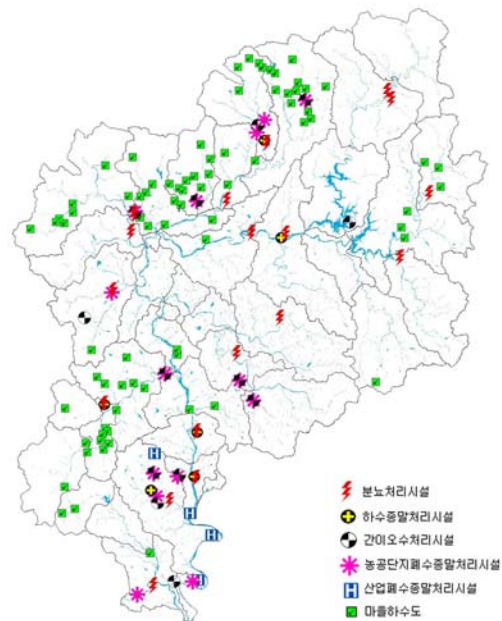 분뇨처리시설
하수종말처리시설
간이오수처리시설
농공단지폐수종말처리시설
산업폐수종말처리시설
마을하수도